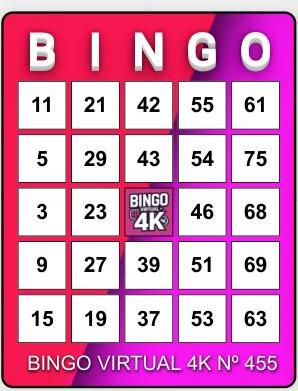 B I N G O
11 21 42 55 61
5 29 43 54 75
3 23 BINGO VIRTUAL 4K 46 68
9 27 39 51 69
15 19 37 53 63
BINGO VIRTUAL 4K Nº 455